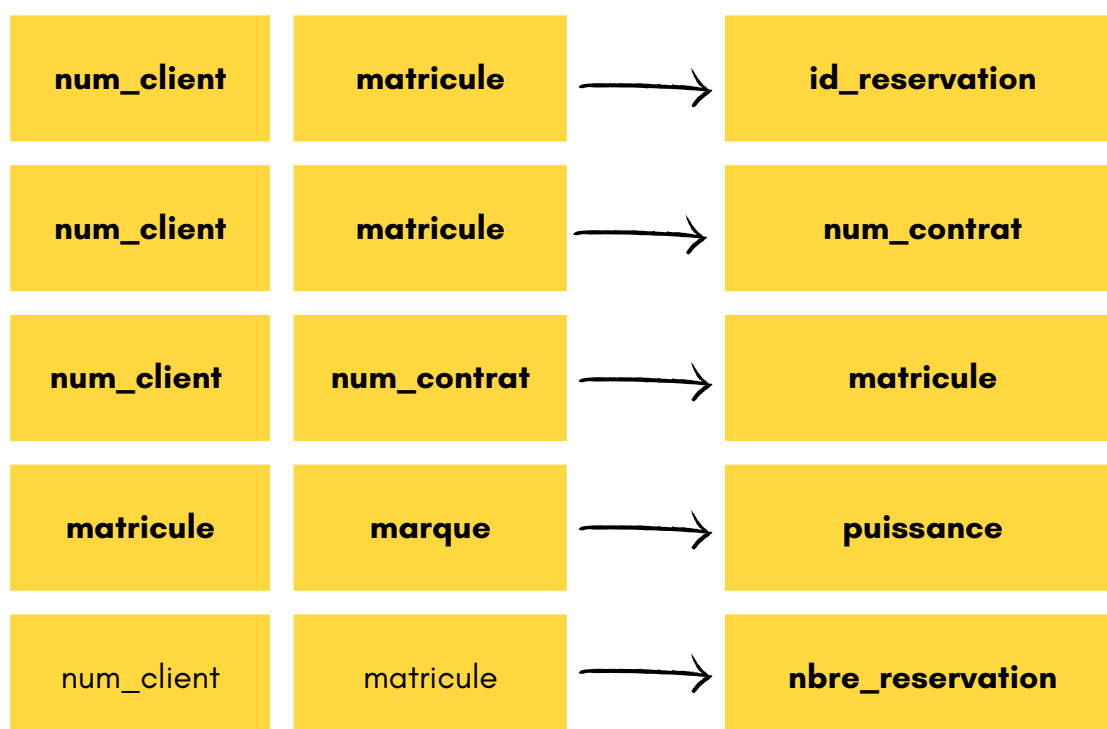 num_client matricule id_reservation
num_client matricule num_contrat
num_client num_contrat matricule
matricule marque puissance
num_client matricule nbre_reservation